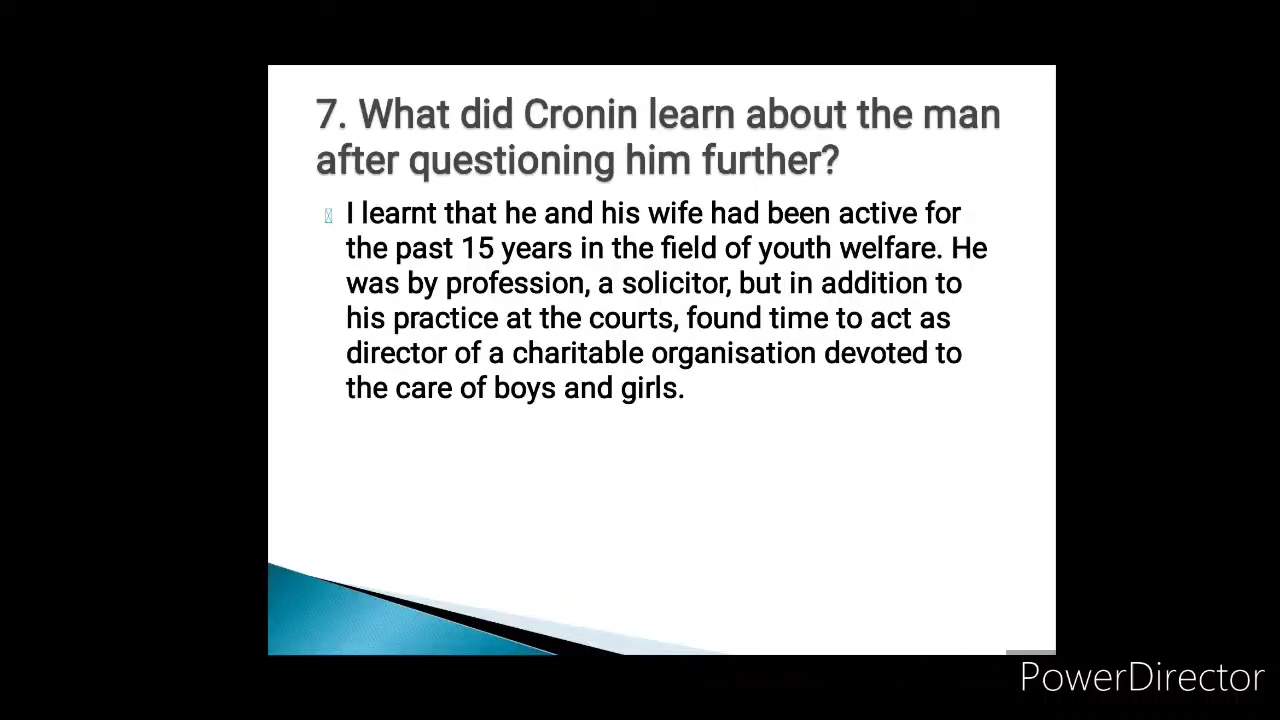 7. What did Cronin learn about the man
after questioning him further?
I learnt that he and his wife had been active for
the past 15 years in the field of youth welfare. He
was by profession, a solicitor, but in addition to
his practice at the courts, found time to act as
director of a charitable organisation devoted to
the care of boys and girls.
PowerDirector